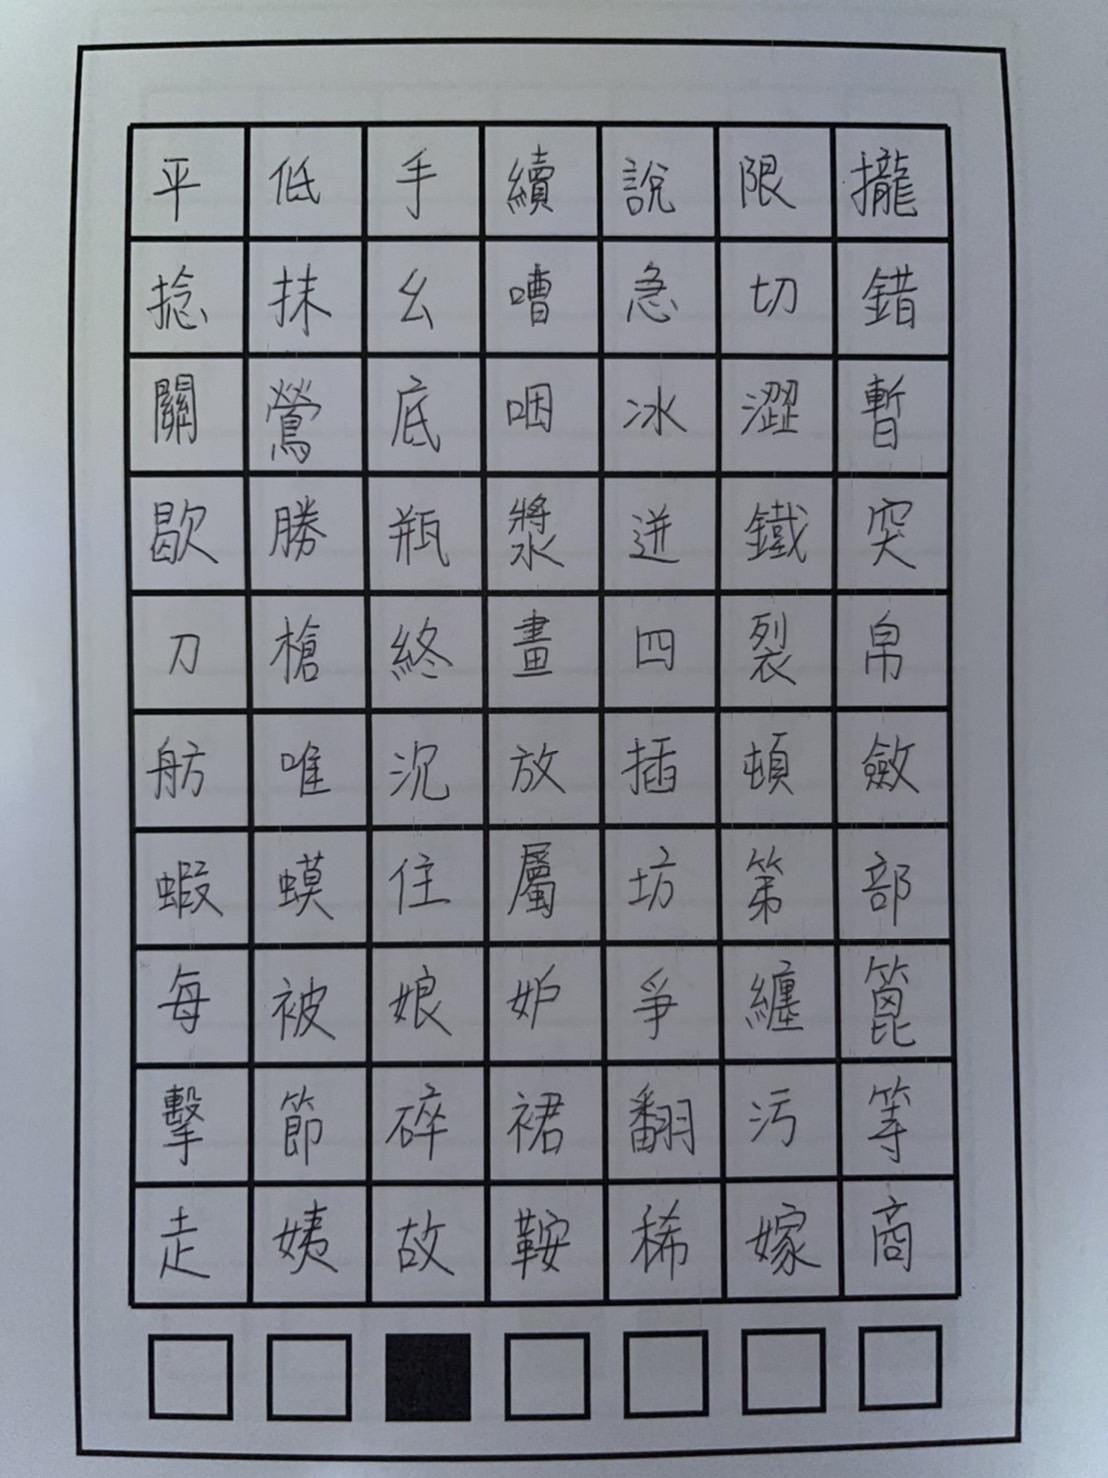 平低手續說限攏
捻抹幺嘈急切錯
關鶯底咽冰澀暫
歇勝瓶漿迸鐵突
刀槍終畫四裂帛
舫唯沉放插頓斂
蝦蟆住屬坊第部
每被娘妒爭纏篦
擊節碎裙翻污等
走姨故鞍稀嫁商